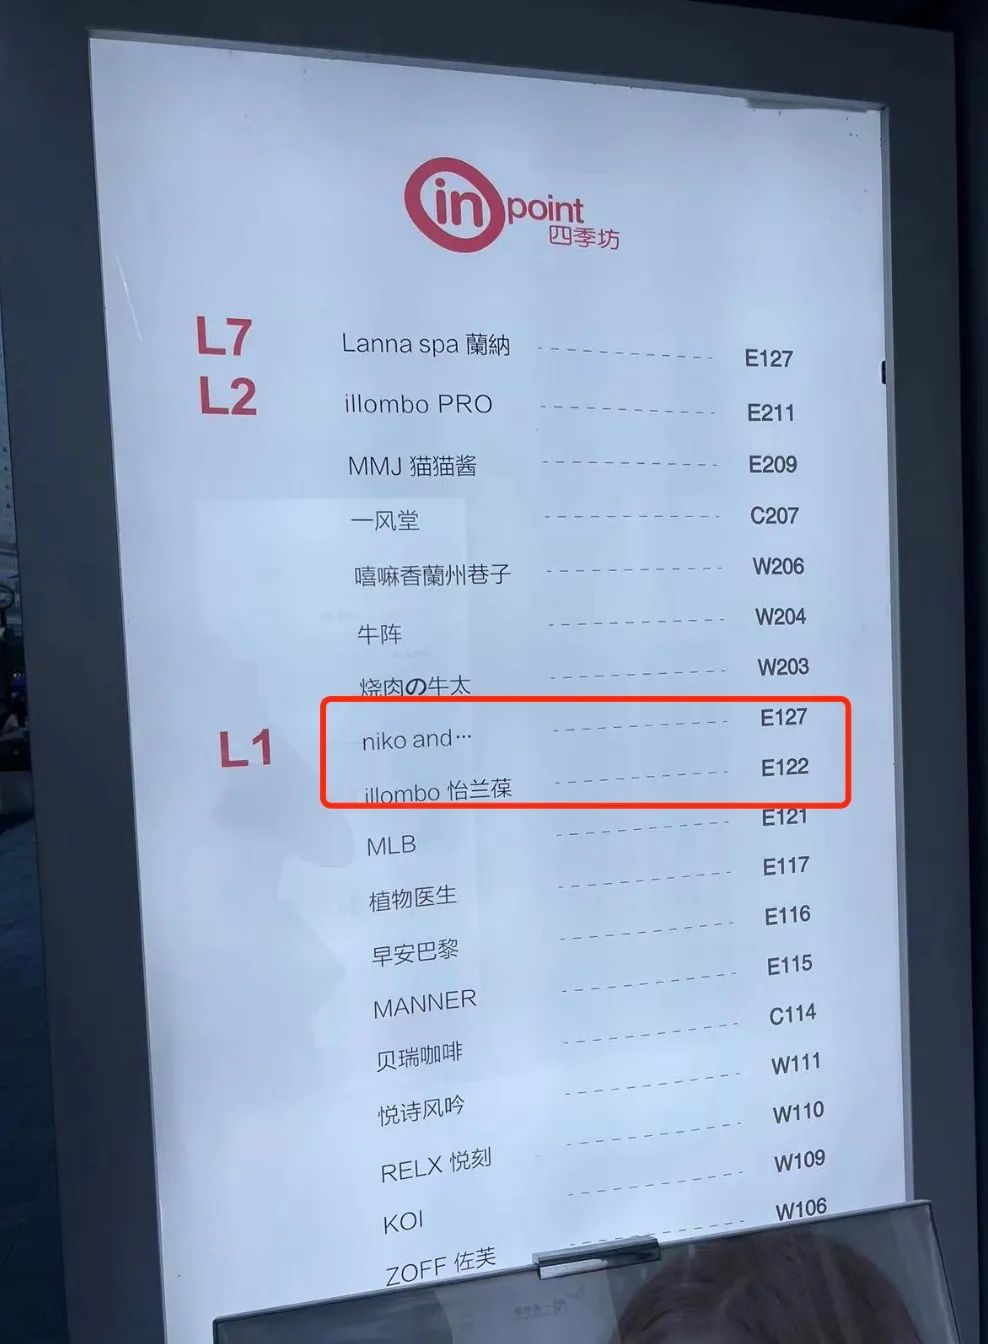 in point
四季坊
L7 Lanna spa 蘭納 E127
L2 illombo PRO E211
MMJ 猫猫酱 E209
一风堂 C207
嘻嘛香蘭州巷子 W206
牛阵 W204
烧肉の牛太 W203
L1 niko and… E127
illombo 怡兰葆 E122
MLB E121
植物医生 E117
早安巴黎 E116
MANNER E115
贝瑞咖啡 C114
悦诗风吟 W111
RELX 悦刻 W110
KOI W109
ZOFF 佐芙 W106